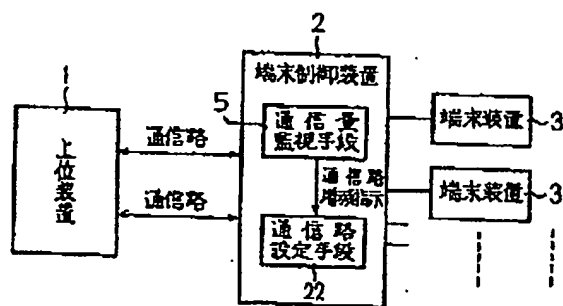 2
端末制御装置
1
上位装置
通信路
通信路
5
通信量
監視手段
通信路
増減指示
通信路
設定手段
22
端末装置
3
端末装置
3